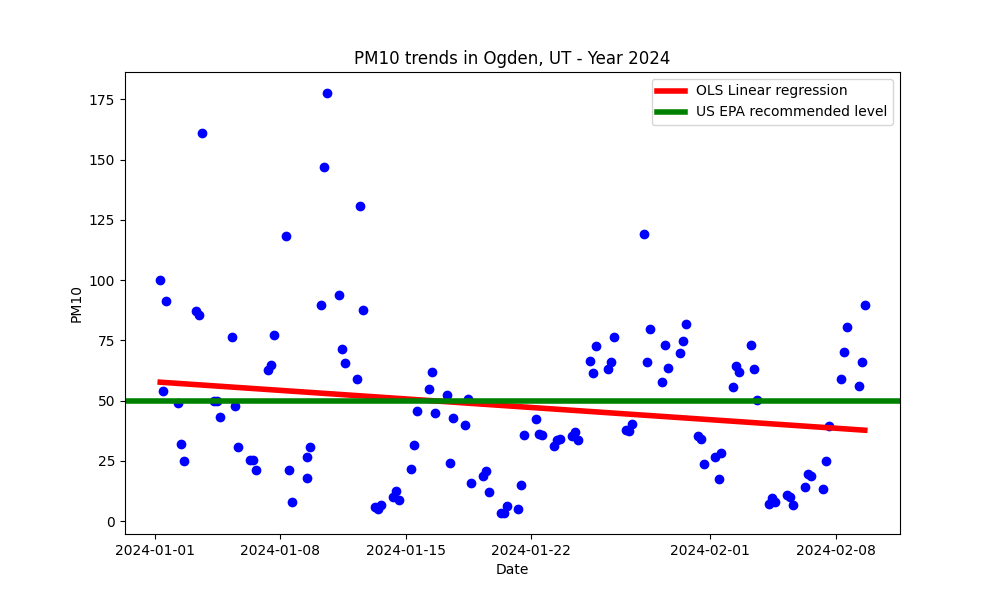 PM10 trends in Ogden, UT - Year 2024
OLS Linear regression
US EPA recommended level
175
150
125
100
75
50
25
0
PM10
2024-01-01
2024-01-08
2024-01-15
2024-01-22
2024-02-01
2024-02-08
Date